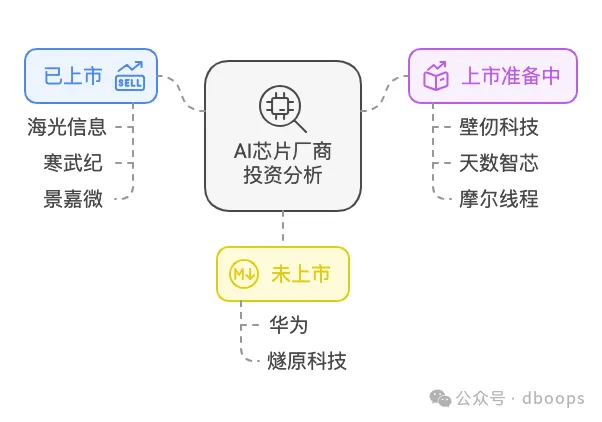 已上市
SELL
海光信息
寒武纪
景嘉微
AI芯片厂商
投资分析
上市准备中
壁仞科技
天数智芯
摩尔线程
M
未上市
华为
燧原科技
公众号 · dboops